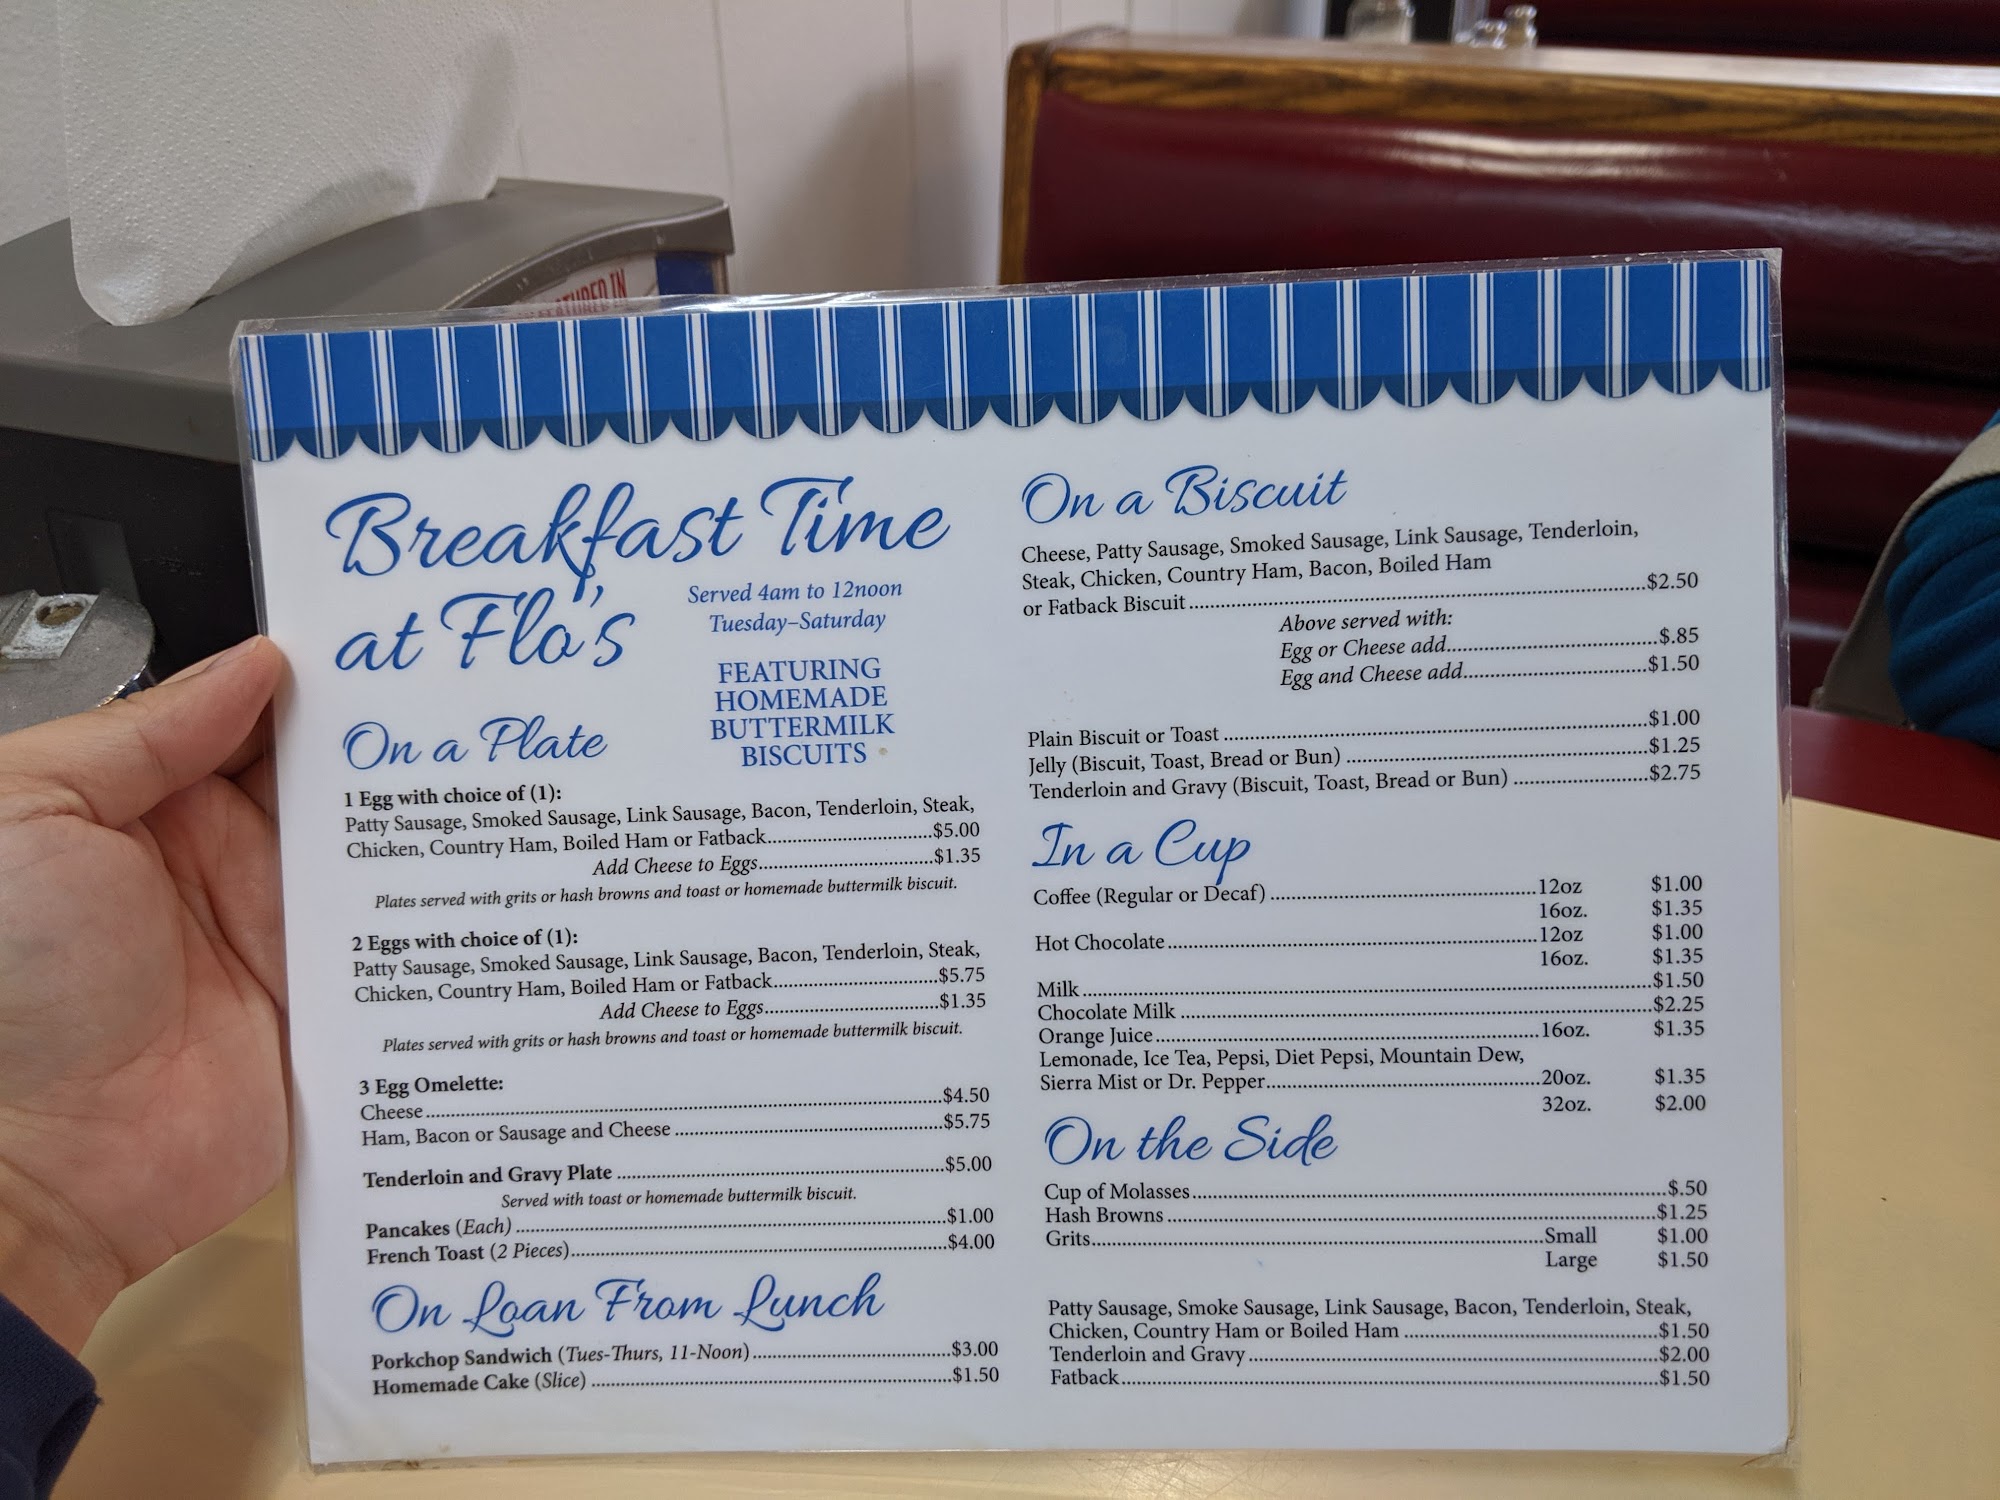 FEATURED IN
Breakfast Time
at Flo's
Served 4am to 12noon
Tuesday–Saturday
FEATURING
HOMEMADE
BUTTERMILK
BISCUITS
On a Plate
1 Egg with choice of (1):
Patty Sausage, Smoked Sausage, Link Sausage, Bacon, Tenderloin, Steak,
Chicken, Country Ham, Boiled Ham or Fatback..........$5.00
Add Cheese to Eggs..........$1.35
Plates served with grits or hash browns and toast or homemade buttermilk biscuit.
2 Eggs with choice of (1):
Patty Sausage, Smoked Sausage, Link Sausage, Bacon, Tenderloin, Steak,
Chicken, Country Ham, Boiled Ham or Fatback..........$5.75
Add Cheese to Eggs..........$1.35
Plates served with grits or hash browns and toast or homemade buttermilk biscuit.
3 Egg Omelette:
Cheese..........$4.50
Ham, Bacon or Sausage and Cheese..........$5.75
Tenderloin and Gravy Plate..........$5.00
Served with toast or homemade buttermilk biscuit.
Pancakes (Each)..........$1.00
French Toast (2 Pieces)..........$4.00
On Loan From Lunch
Porkchop Sandwich (Tues-Thurs, 11-Noon)..........$3.00
Homemade Cake (Slice)..........$1.50
On a Biscuit
Cheese, Patty Sausage, Smoked Sausage, Link Sausage, Tenderloin,
Steak, Chicken, Country Ham, Bacon, Boiled Ham
or Fatback Biscuit..........$2.50
Above served with:
Egg or Cheese add..........$.85
Egg and Cheese add..........$1.50
Plain Biscuit or Toast..........$1.00
Jelly (Biscuit, Toast, Bread or Bun)..........$1.25
Tenderloin and Gravy (Biscuit, Toast, Bread or Bun)..........$2.75
In a Cup
Coffee (Regular or Decaf)..........12oz $1.00
16oz. $1.35
Hot Chocolate..........12oz $1.00
16oz. $1.35
Milk..........$1.50
Chocolate Milk..........$2.25
Orange Juice..........16oz. $1.35
Lemonade, Ice Tea, Pepsi, Diet Pepsi, Mountain Dew,
Sierra Mist or Dr. Pepper..........20oz. $1.35
32oz. $2.00
On the Side
Cup of Molasses..........$.50
Hash Browns..........$1.25
Grits..........Small $1.00
Large $1.50
Patty Sausage, Smoke Sausage, Link Sausage, Bacon, Tenderloin, Steak,
Chicken, Country Ham or Boiled Ham..........$1.50
Tenderloin and Gravy..........$2.00
Fatback..........$1.50